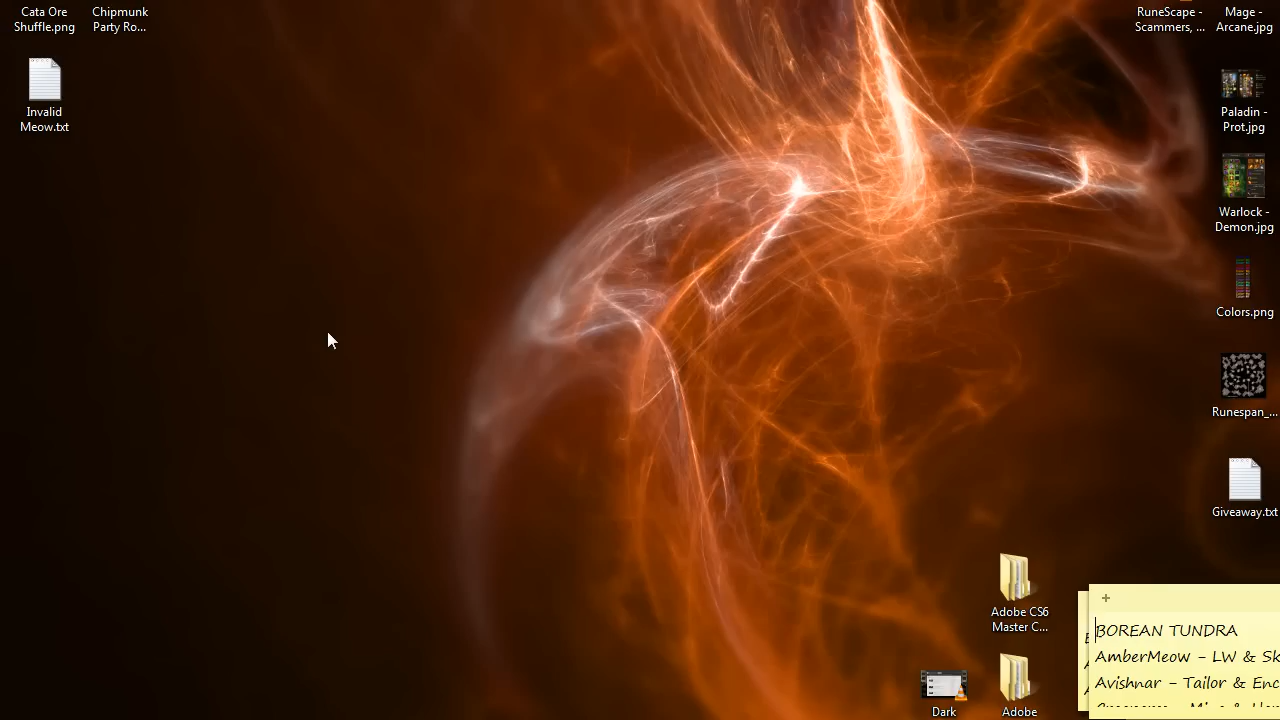 Cata Ore
Shuffle.png
Chipmunk
Party Ro...
Invalid
Meow.txt
RuneScape -
Scammers, ...
Mage -
Arcane.jpg
Paladin -
Prot.jpg
Warlock -
Demon.jpg
Colors.png
Runespan_...
Giveaway.txt
Adobe CS6
Master C...
Dark
Adobe
BOREAN TUNDRA
AmberMeow - LW & Sk
Avishnar - Tailor & Enc